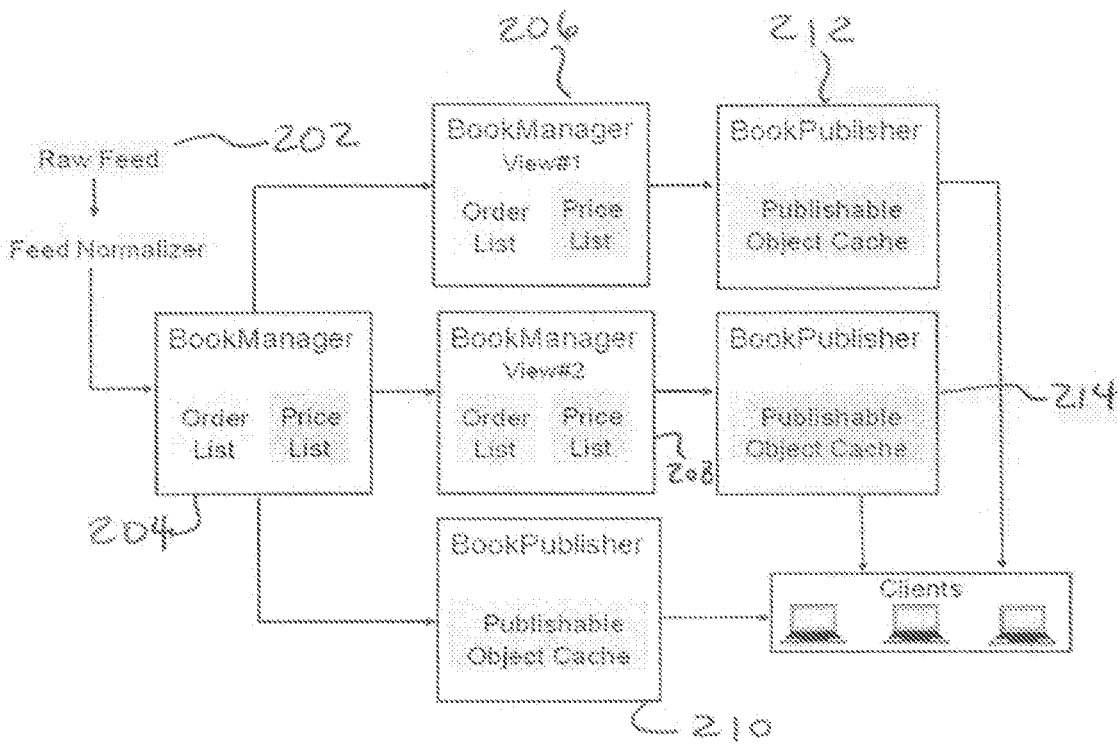 206
212
202
Raw Feed
Feed Normalizer
BookManager
View#1
Order
List
Price
List
BookPublisher
Publishable
Object Cache
BookManager
Order
List
Price
List
204
BookManager
View#2
Order
List
Price
List
208
BookPublisher
Publishable
Object Cache
214
BookPublisher
Publishable
Object Cache
210
Clients